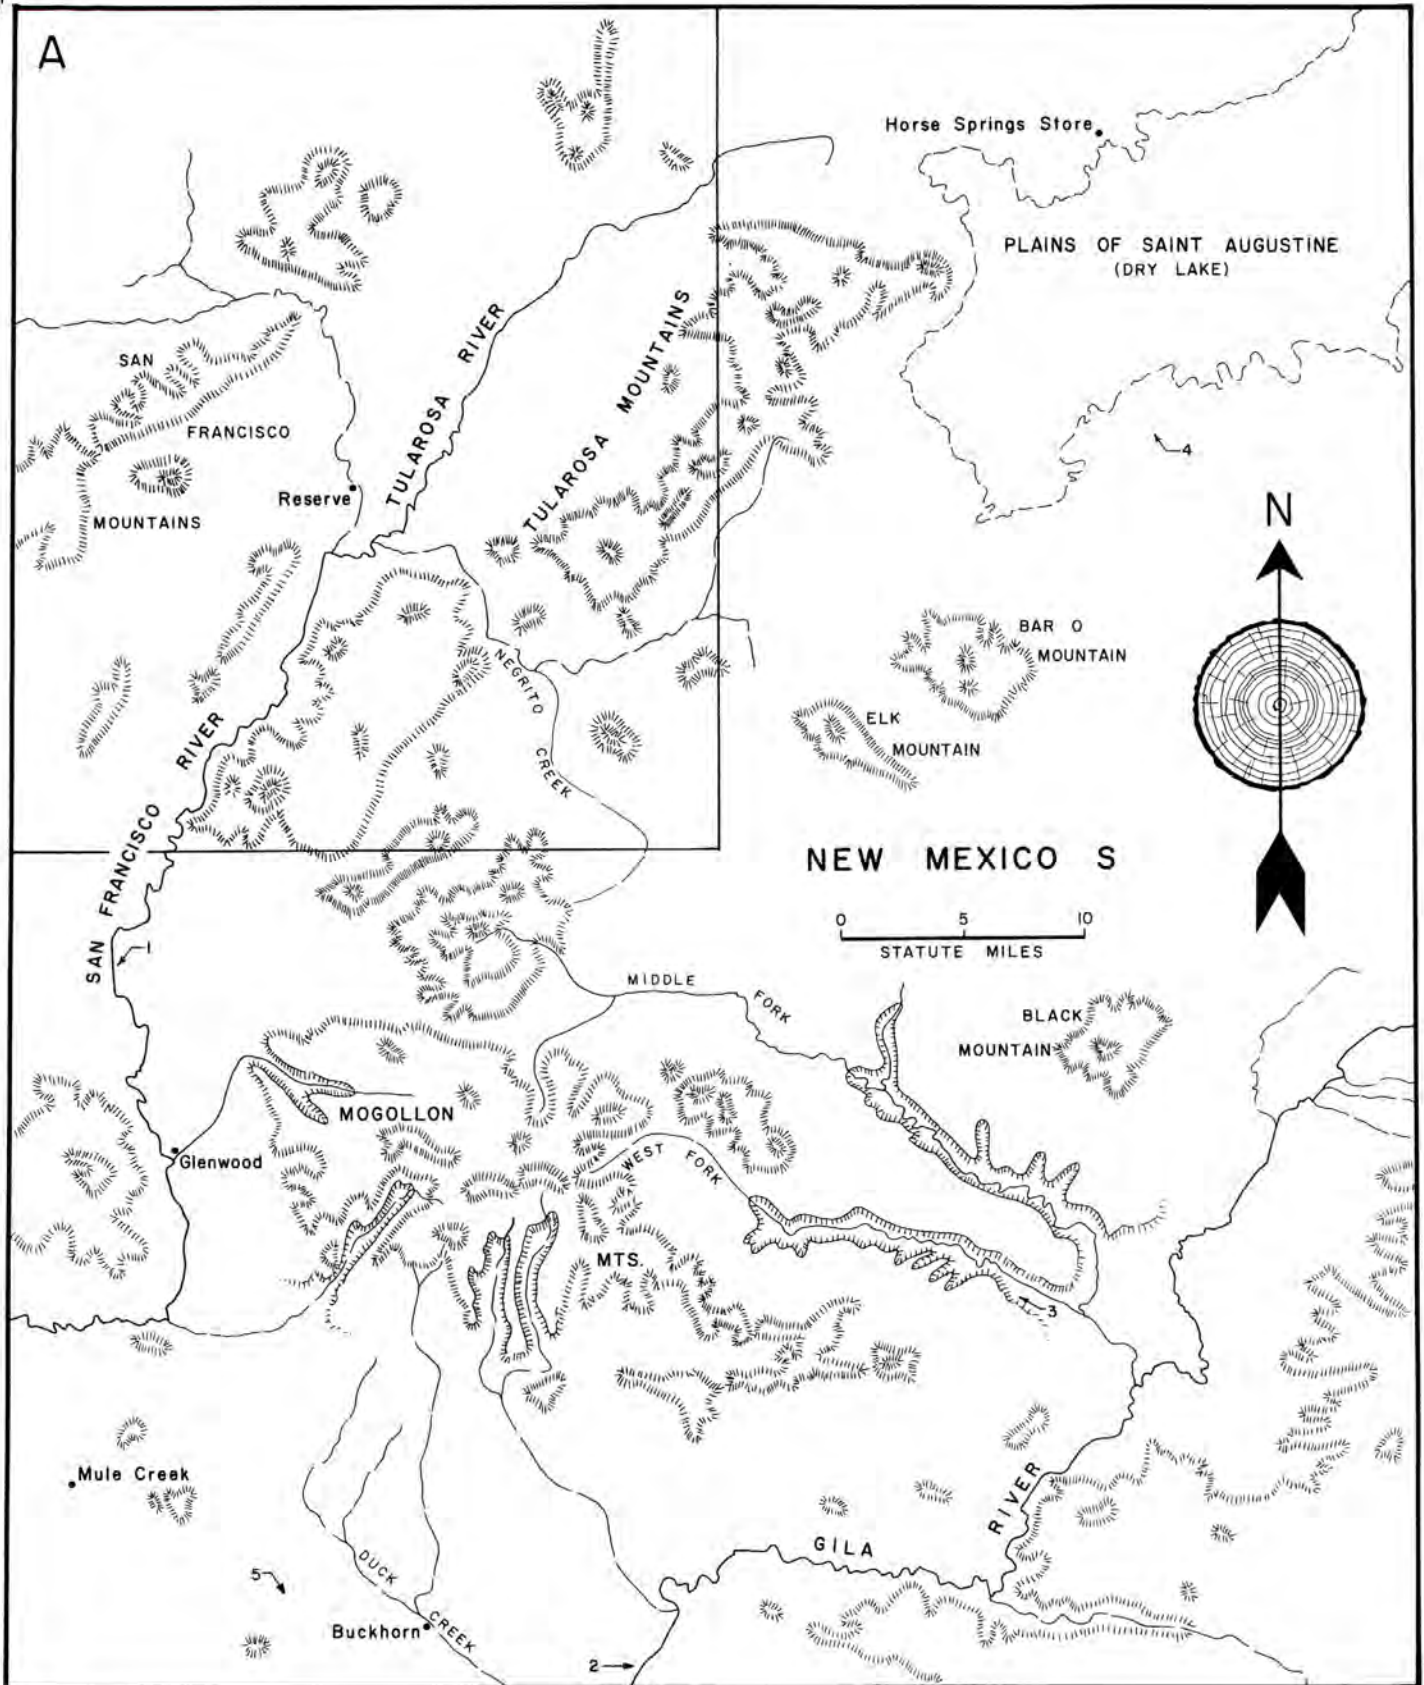 A
Horse Springs Store
PLAINS OF SAINT AUGUSTINE
(DRY LAKE)
TULAROSA RIVER
TULAROSA MOUNTAINS
SAN
FRANCISCO
MOUNTAINS
Reserve
4
N
BAR O
MOUNTAIN
ELK
MOUNTAIN
NEGRITO
CREEK
SAN FRANCISCO RIVER
NEW MEXICO S
0 5 10
STATUTE MILES
1
MIDDLE FORK
BLACK
MOUNTAIN
MOGOLLON
Glenwood
WEST FORK
MTS.
3
Mule Creek
GILA RIVER
5
DUCK
CREEK
Buckhorn
2